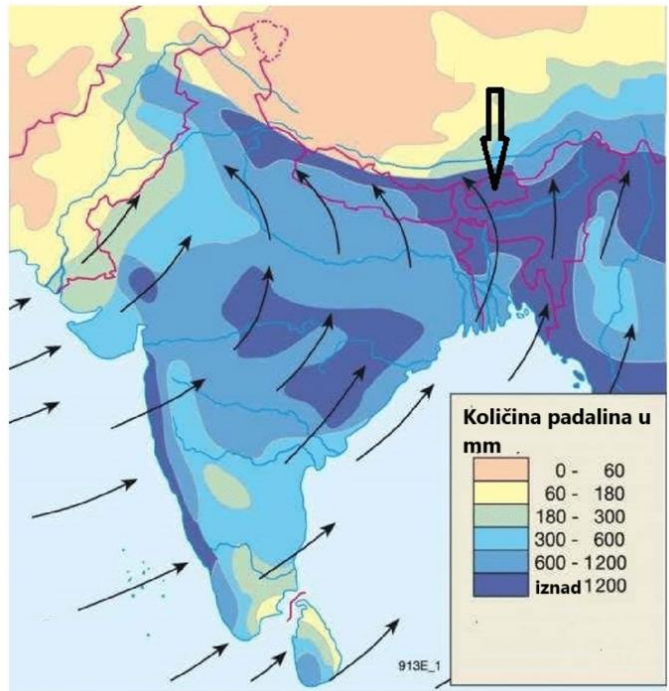 Količina padalina u
mm
0 - 60
60 - 180
180 - 300
300 - 600
600 - 1200
iznad 1200
913E_1